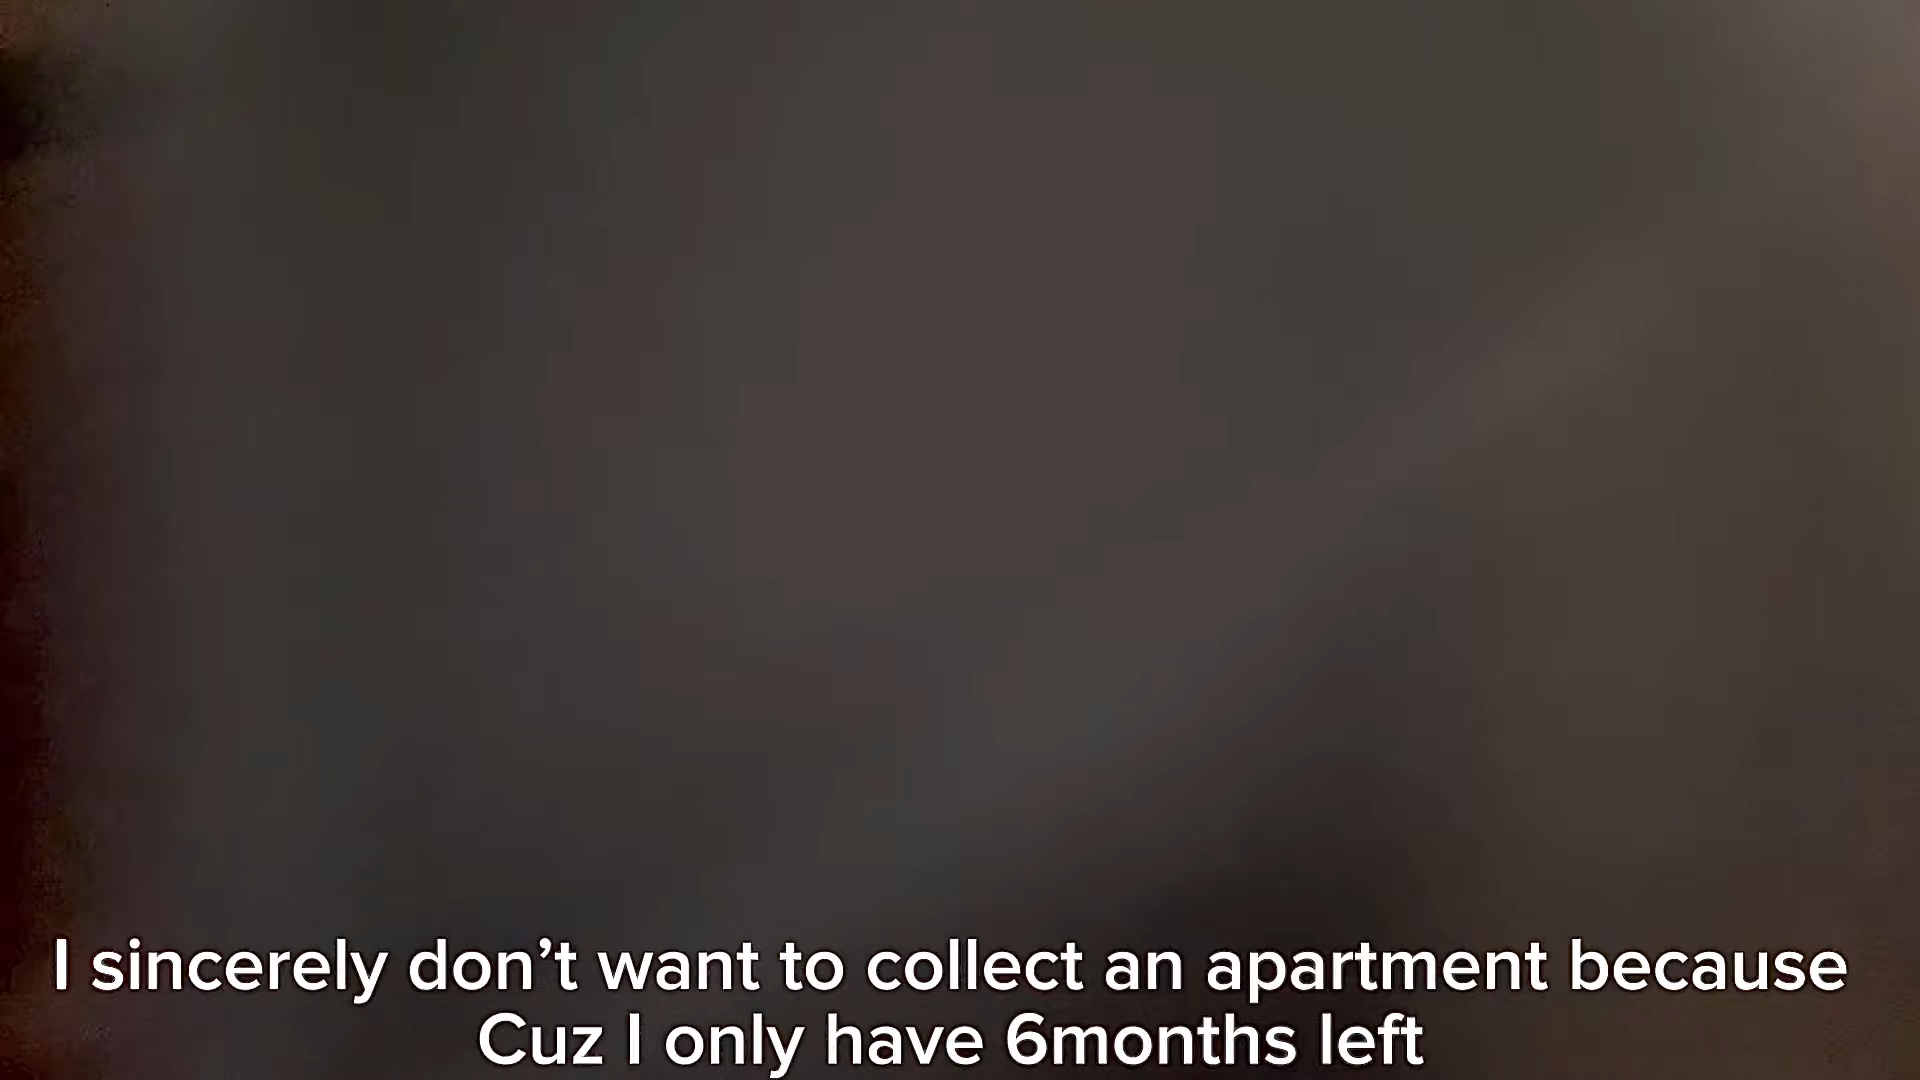 I sincerely don’t want to collect an apartment because
Cuz I only have 6months left